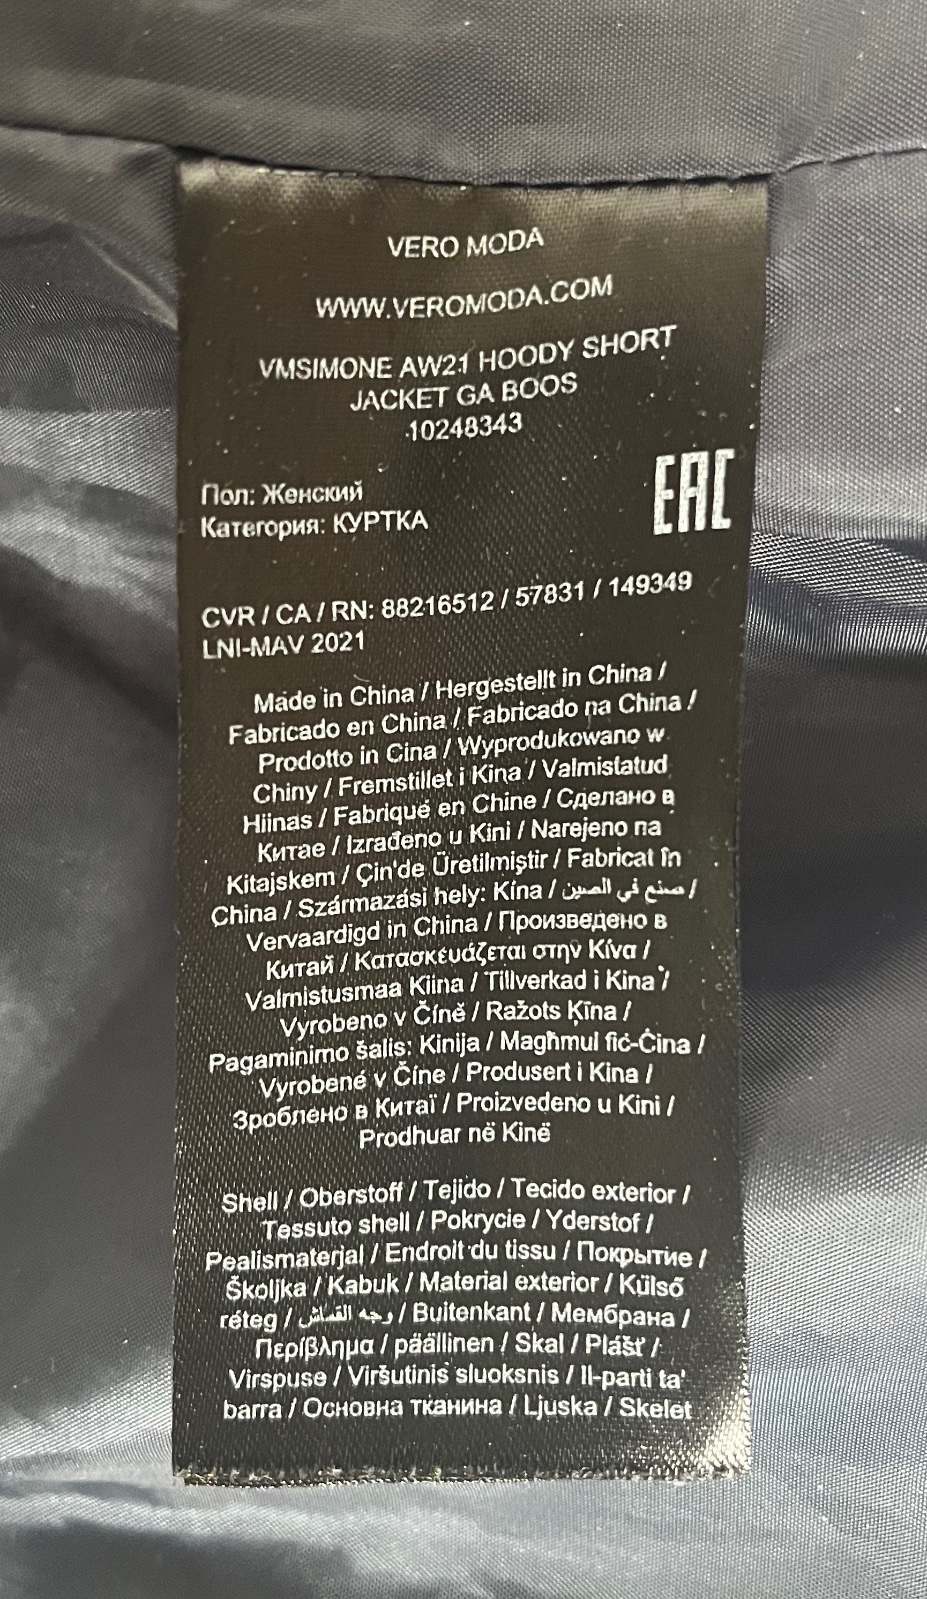 VERO MODA
WWW.VEROMODA.COM
VMSIMONE AW21 HOODY SHORT
JACKET GA BOOS
10248343
Пол: Женский
Категория: КУРТКА
EAC
CVR / CA / RN: 88216512 / 57831 / 149349
LNI-MAV 2021
Made in China / Hergestellt in China /
Fabricado en China / Fabricado na China /
Prodotto in Cina / Wyprodukowano w
Chiny / Fremstillet i Kina / Valmistatud
Hiinas / Fabriqué en Chine / Сделано в
Китае / Izrađeno u Kini / Narejeno na
Kitajskem / Çin'de Üretilmiştir / Fabricat în
China / Származási hely: Kína / صنع في الصين /
Vervaardigd in China / Произведено в
Китай / Κατασκευάζεται στην Κίνα /
Valmistusmaa Kiina / Tillverkad i Kina /
Vyrobeno v Číně / Ražots Ķīna /
Pagaminimo šalis: Kinija / Magħmul fiċ-Ċina /
Vyrobené v Číne / Produsert i Kina /
Зроблено в Китаї / Proizvedeno u Kini /
Prodhuar në Kinë
Shell / Oberstoff / Tejido / Tecido exterior /
Tessuto shell / Pokrycie / Yderstof /
Pealismaterjal / Endroit du tissu / Покрытие /
Školjka / Kabuk / Material exterior / Külső
réteg / وجه القماش / Buitenkant / Мембрана /
Περίβλημα / päällinen / Skal / Plášť /
Virspuse / Viršutinis sluoksnis / Il-parti ta'
barra / Основна тканина / Ljuska / Skelet